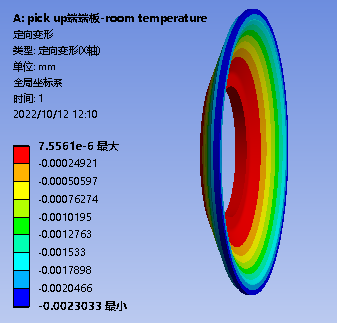 A: pick up端端板-room temperature
定向变形
类型: 定向变形(X轴)
单位: mm
全局坐标系
时间: 1
2022/10/12 12:10
7.5561e-6 最大
-0.00024921
-0.00050597
-0.00076274
-0.0010195
-0.0012763
-0.001533
-0.0017898
-0.0020466
-0.0023033 最小